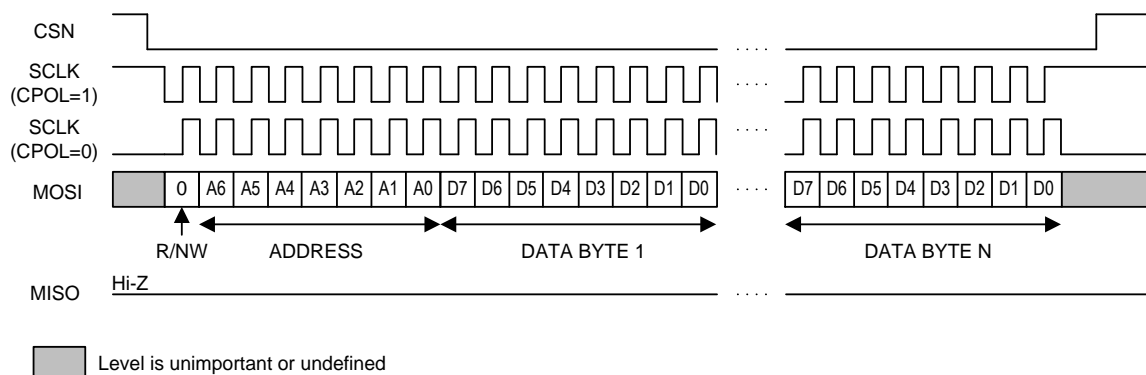 CSN
. . . .
SCLK
(CPOL=1)
. . . .
SCLK
(CPOL=0)
. . . .
MOSI
0 A6 A5 A4 A3 A2 A1 A0 D7 D6 D5 D4 D3 D2 D1 D0 . . . . D7 D6 D5 D4 D3 D2 D1 D0
R/NW ADDRESS DATA BYTE 1 DATA BYTE N
MISO Hi-Z . . . .
Level is unimportant or undefined